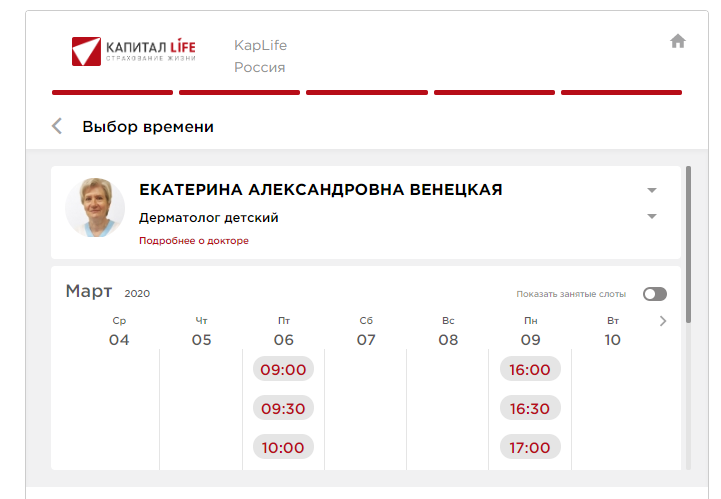 КАПИТАЛ LIFE
СТРАХОВАНИЕ ЖИЗНИ
KapLife
Россия
Выбор времени
ЕКАТЕРИНА АЛЕКСАНДРОВНА ВЕНЕЦКАЯ
Дерматолог детский
Подробнее о докторе
Март 2020
Показать занятые слоты
Ср Чт Пт Сб Вс Пн Вт
04 05 06 07 08 09 10
09:00 16:00
09:30 16:30
10:00 17:00